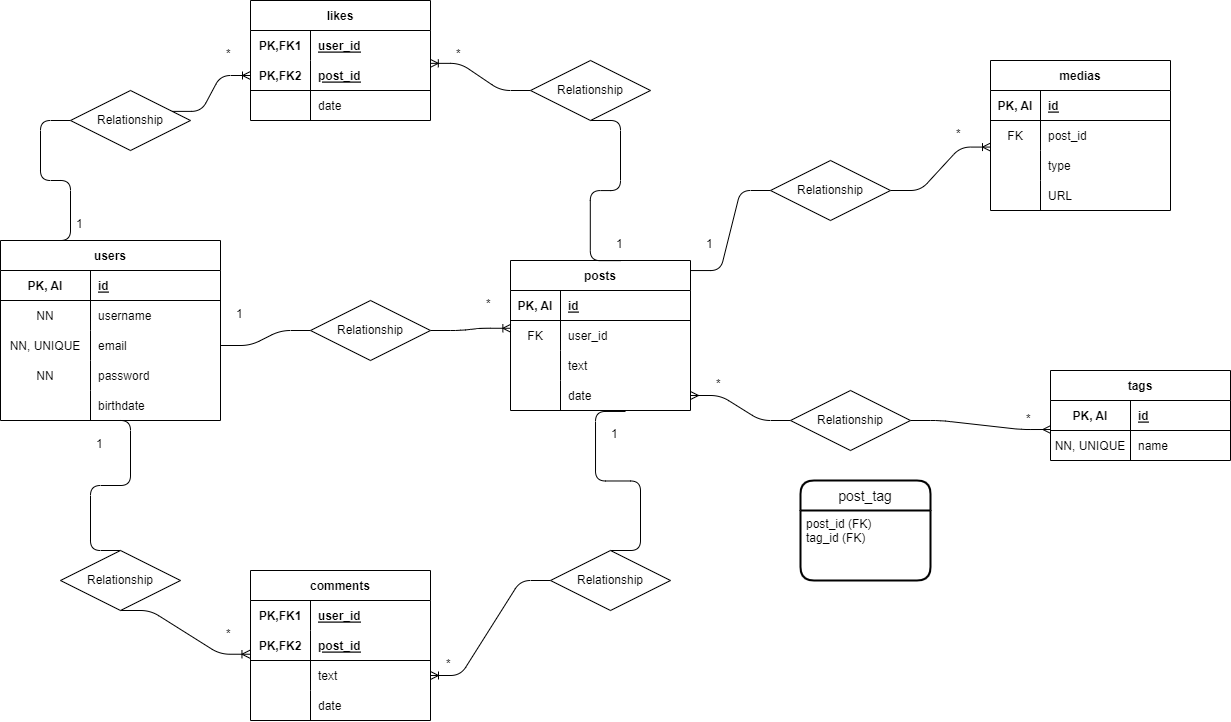 likes
PK,FK1 user_id
PK,FK2 post_id
date
*
*
Relationship
Relationship
medias
PK, AI id
FK post_id
type
URL
*
Relationship
1
1
1
users
PK, AI id
NN username
NN, UNIQUE email
NN password
birthdate
1
Relationship
*
posts
PK, AI id
FK user_id
text
date
*
Relationship
*
tags
PK, AI id
NN, UNIQUE name
1
1
post_tag
post_id (FK)
tag_id (FK)
Relationship
Relationship
comments
PK,FK1 user_id
PK,FK2 post_id
text
date
*
*